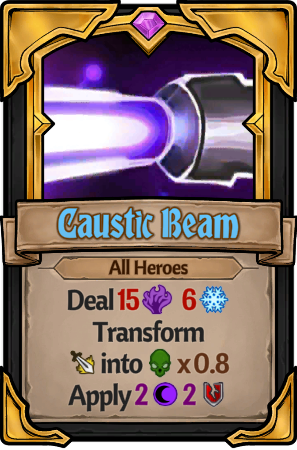 Caustic Beam
All Heroes
Deal 15 6
Transform
into x 0.8
Apply 2 2